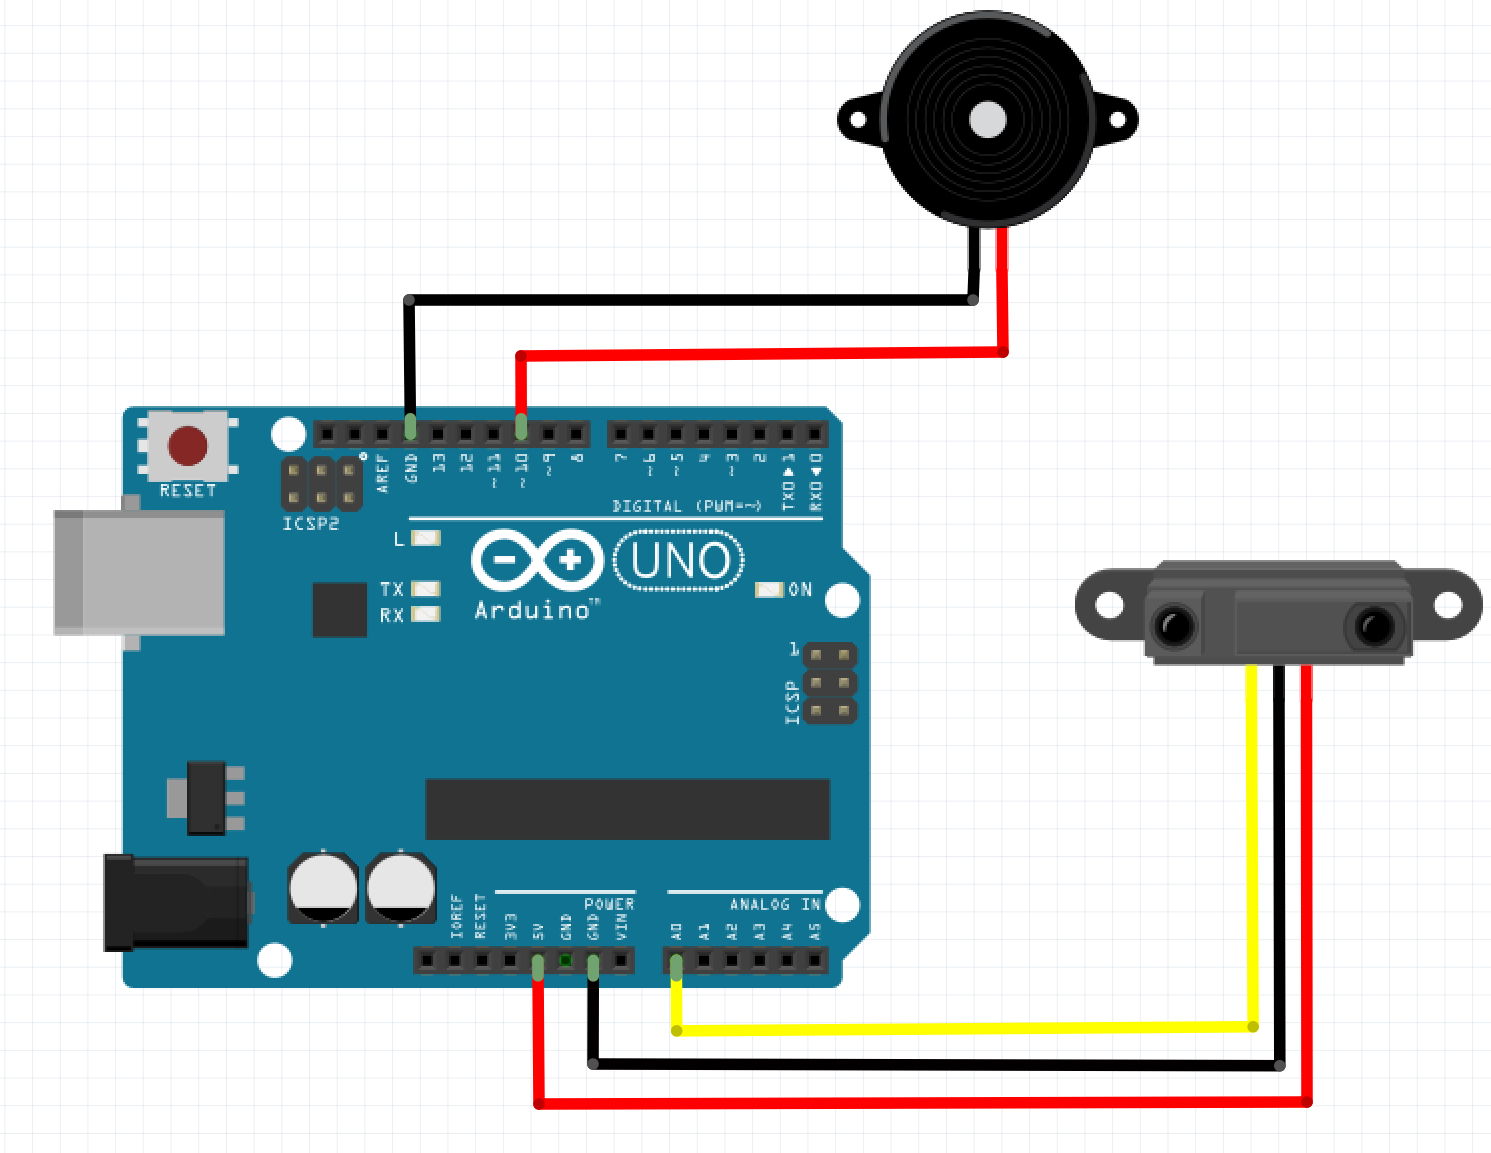 RESET
ICSP2
AREF
GND
13
12
~11
~10
~9
8
7
~6
~5
4
~3
2
TX0▶1
RX0◀0
DIGITAL (PWM=~)
L
TX
RX
UNO
Arduino™
ON
1
ICSP
POWER
ANALOG IN
IOREF
RESET
3V3
5V
GND
GND
VIN
A0
A1
A2
A3
A4
A5